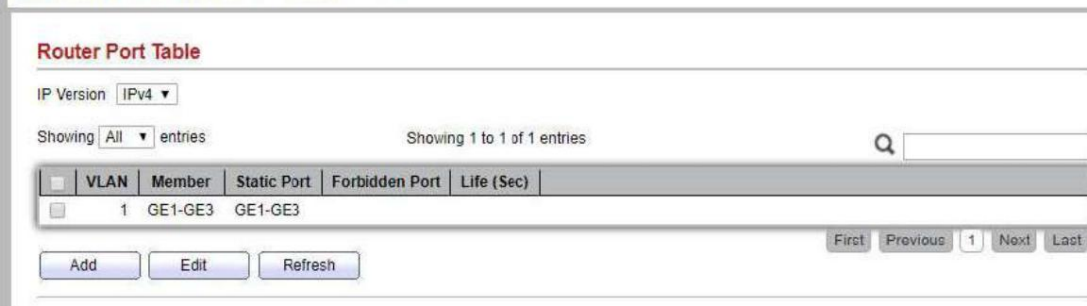 Router Port Table
IP Version IPv4
Showing All entries Showing 1 to 1 of 1 entries
VLAN Member Static Port Forbidden Port Life (Sec)
1 GE1-GE3 GE1-GE3
First Previous 1 Next Last
Add Edit Refresh